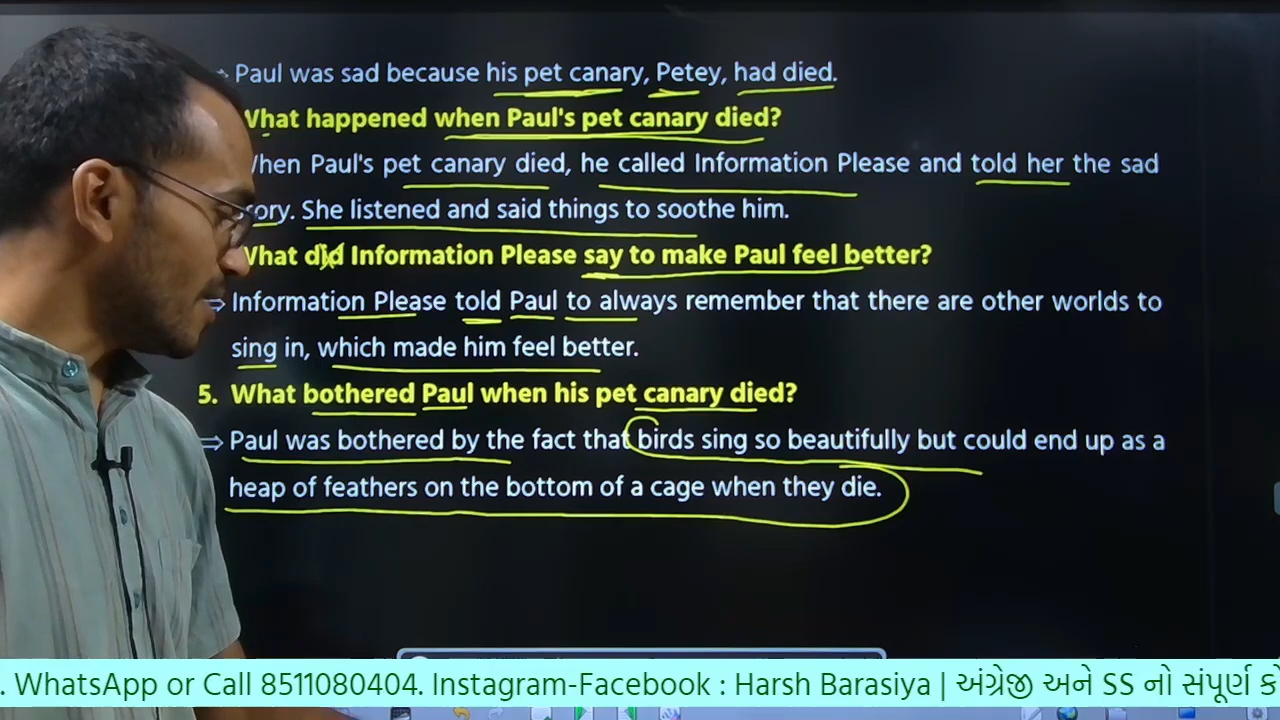 Paul was sad because his pet canary, Petey, had died.
What happened when Paul's pet canary died?
When Paul's pet canary died, he called Information Please and told her the sad
story. She listened and said things to soothe him.
What did Information Please say to make Paul feel better?
⇒ Information Please told Paul to always remember that there are other worlds to
sing in, which made him feel better.
5. What bothered Paul when his pet canary died?
⇒ Paul was bothered by the fact that birds sing so beautifully but could end up as a
heap of feathers on the bottom of a cage when they die.
. WhatsApp or Call 8511080404. Instagram-Facebook : Harsh Barasiya | અંગ્રેજી અને SS નો સંપૂર્ણ ક